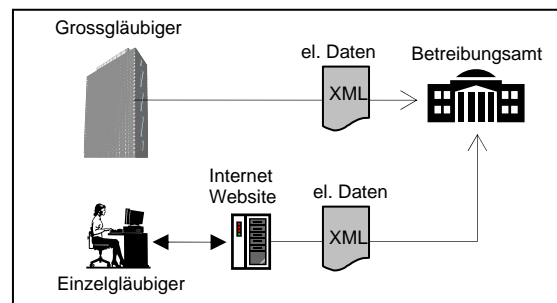 Grossgläubiger
el. Daten
Betreibungsamt
XML
Internet
Website
el. Daten
XML
Einzelgläubiger